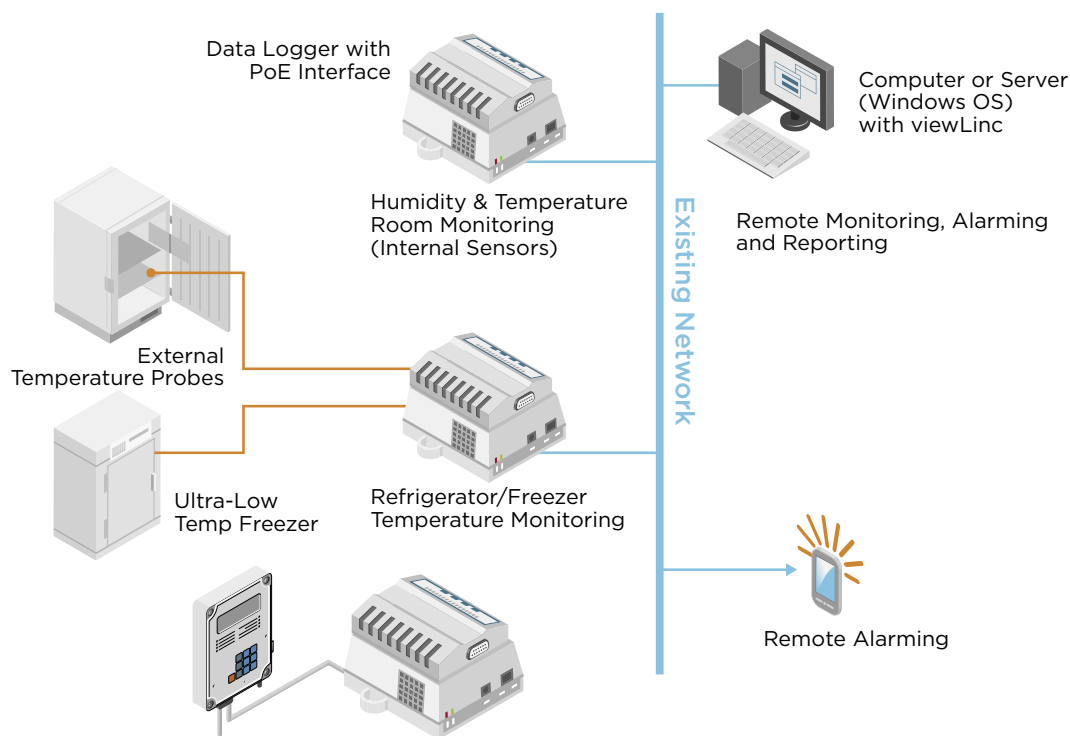 Data Logger with
PoE Interface
Computer or Server
(Windows OS)
with viewLinc
Humidity & Temperature
Room Monitoring
(Internal Sensors)
Remote Monitoring, Alarming
and Reporting
Existing Network
External
Temperature Probes
Ultra-Low
Temp Freezer
Refrigerator/Freezer
Temperature Monitoring
Remote Alarming